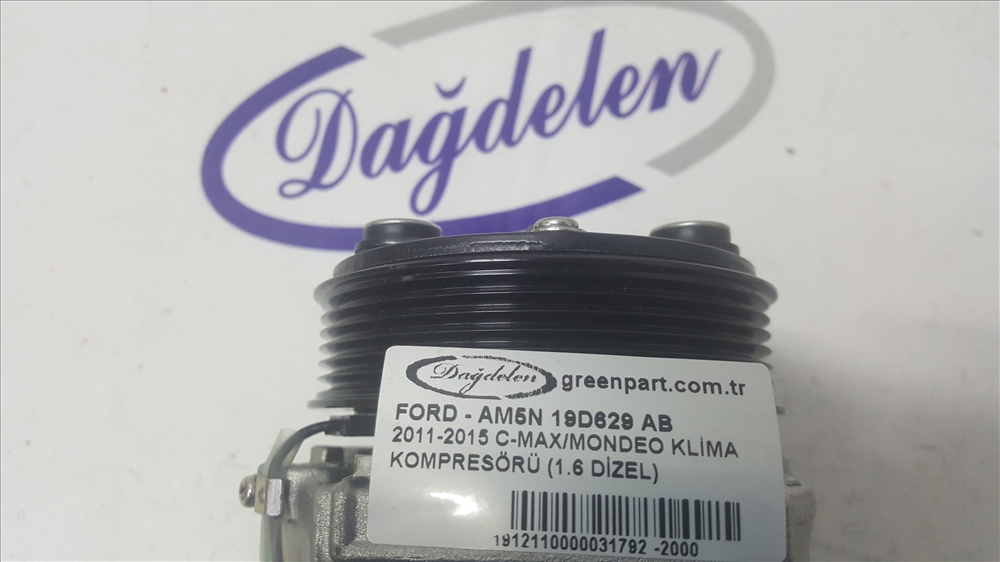 Dağdelen
Dağdelen greenpart.com.tr
FORD - AM5N 19D629 AB
2011-2015 C-MAX/MONDEO KLİMA
KOMPRESÖRÜ (1.6 DİZEL)
1912110000031792 -2000